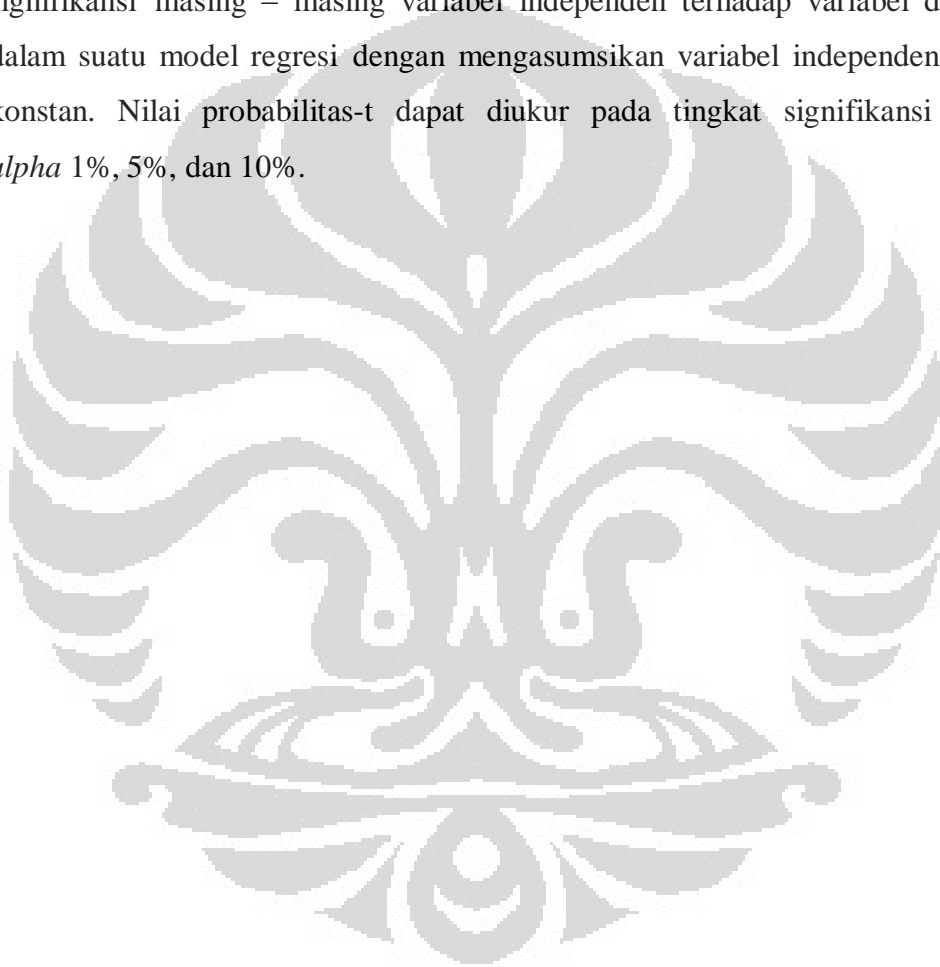 signifikansi masing – masing variabel independen terhadap variabel d
dalam suatu model regresi dengan mengasumsikan variabel independen
konstan. Nilai probabilitas-t dapat diukur pada tingkat signifikansi
alpha 1%, 5%, dan 10%.